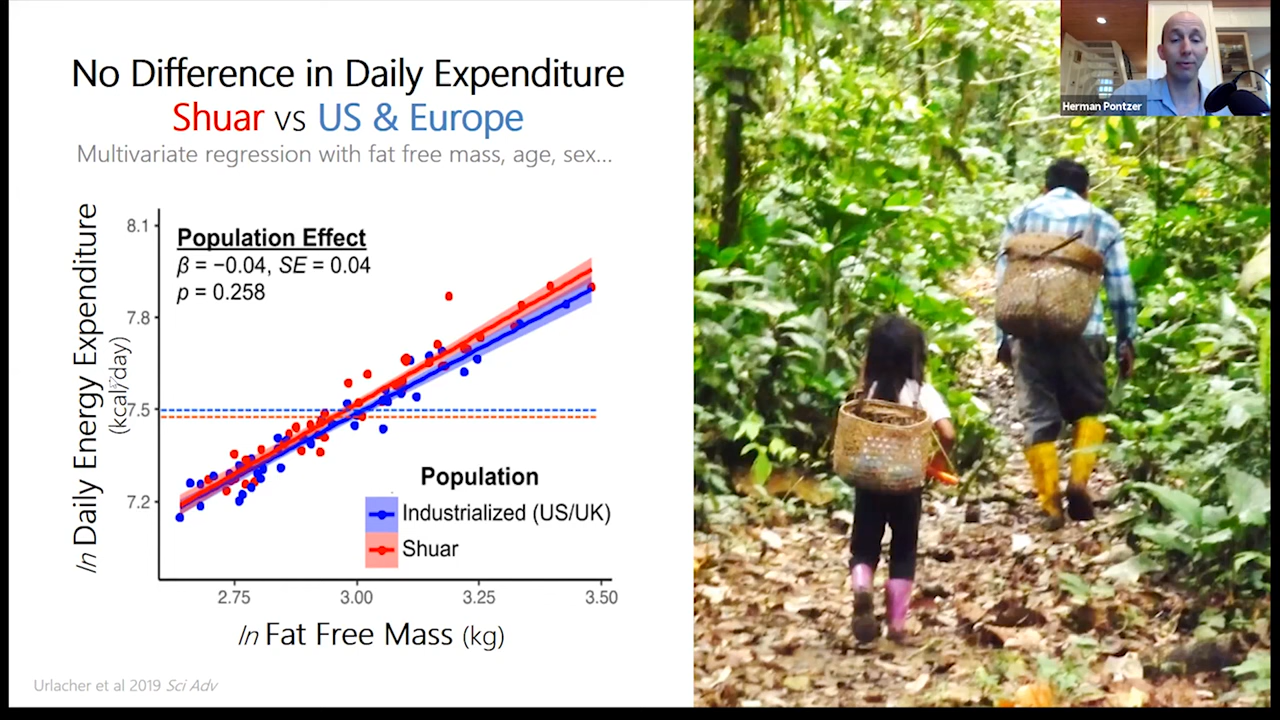 No Difference in Daily Expenditure
Shuar vs US & Europe
Multivariate regression with fat free mass, age, sex...
ln Daily Energy Expenditure
(kcal/day)
8.1
7.8
7.5
7.2
Population Effect
β = −0.04, SE = 0.04
p = 0.258
Population
Industrialized (US/UK)
Shuar
2.75
3.00
3.25
3.50
ln Fat Free Mass (kg)
Urlacher et al 2019 Sci Adv
Herman Pontzer